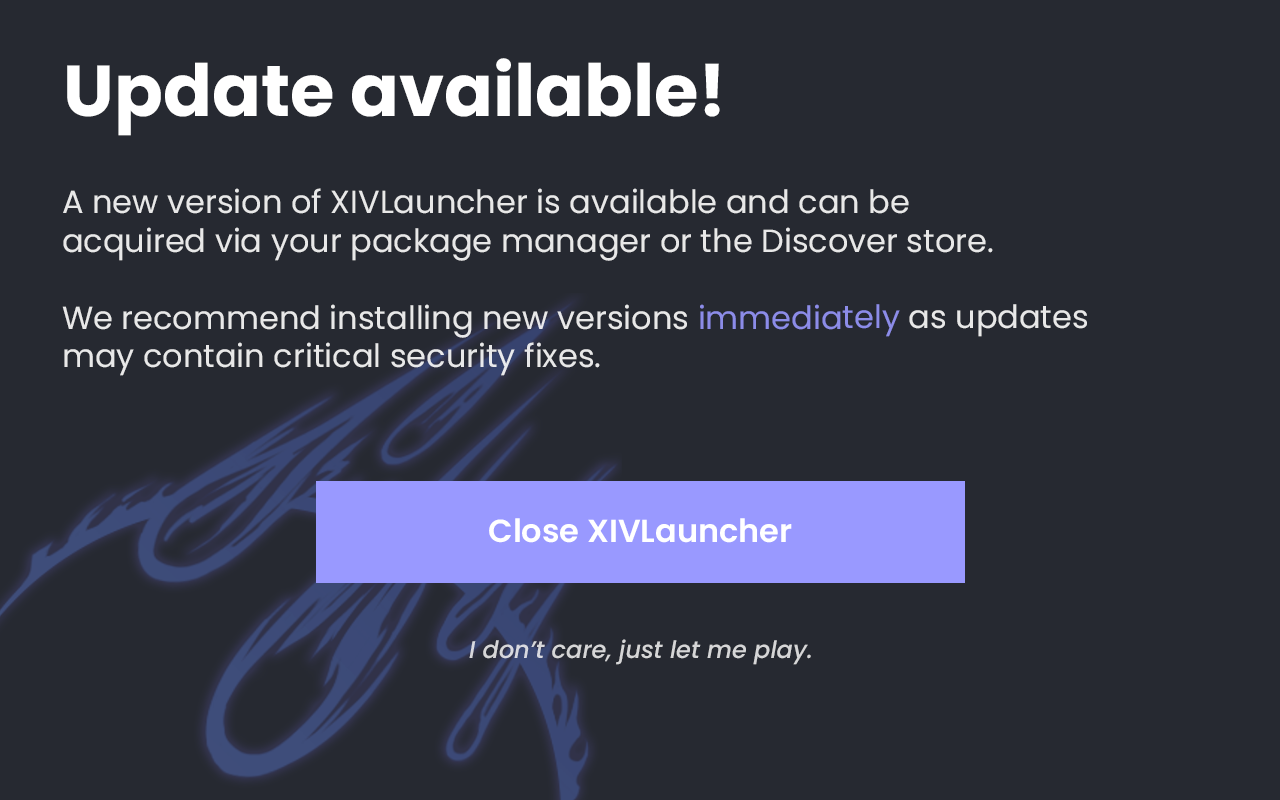 Update available!
A new version of XIVLauncher is available and can be
acquired via your package manager or the Discover store.
We recommend installing new versions immediately as updates
may contain critical security fixes.
Close XIVLauncher
I don’t care, just let me play.